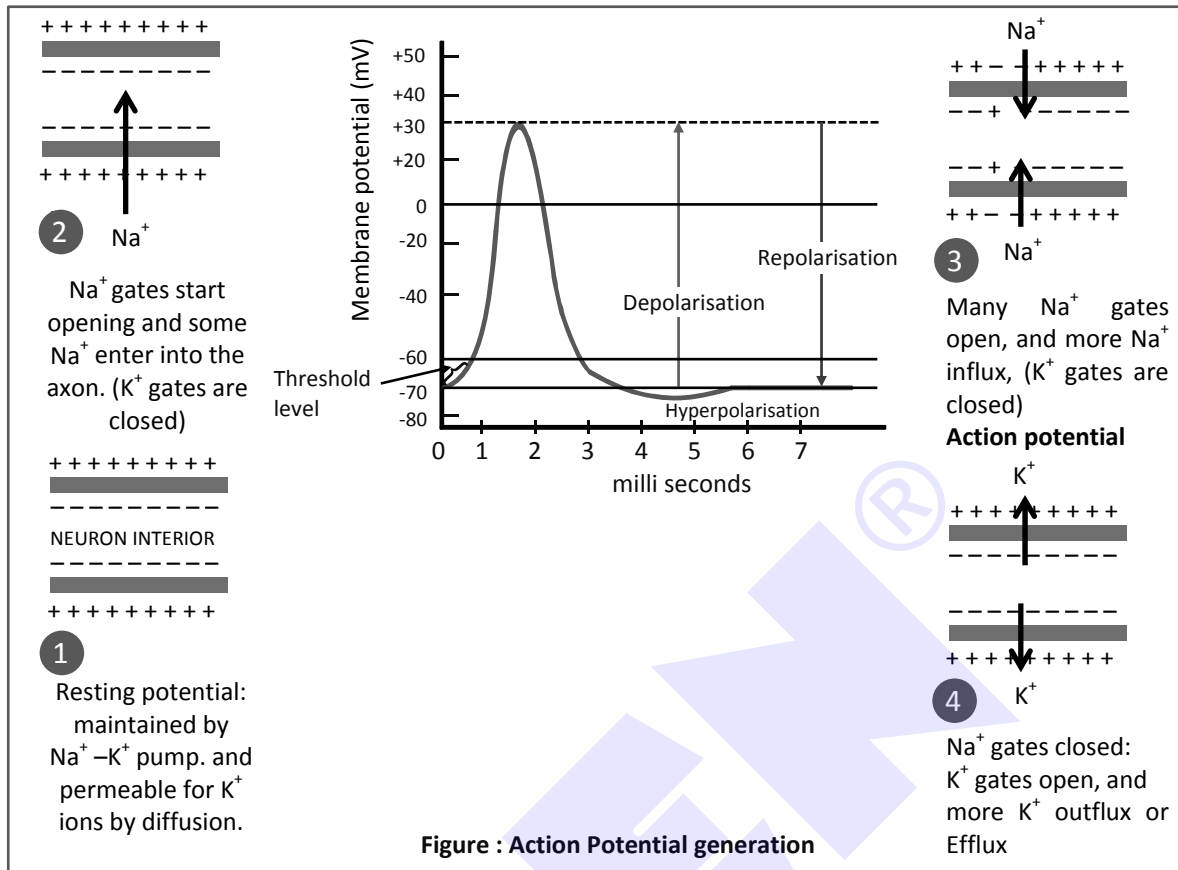 + + + + + + + + +
– – – – – – – – –
– – – – – – – – –
+ + + + + + + + +
2
Na⁺
Na⁺ gates start
opening and some
Na⁺ enter into the
axon. (K⁺ gates are
closed)
+ + + + + + + + +
– – – – – – – – –
NEURON INTERIOR
– – – – – – – – –
+ + + + + + + + +
1
Resting potential:
maintained by
Na⁺ –K⁺ pump. and
permeable for K⁺
ions by diffusion.
Membrane potential (mV)
+50
+40
+30
+20
0
-20
-40
-60
-70
-80
Threshold
level
Depolarisation
Repolarisation
Hyperpolarisation
0 1 2 3 4 5 6 7
milli seconds
Figure : Action Potential generation
Na⁺
+ + – – + + + + +
– – + – – – – – –
– – + – – – – – –
+ + – – + + + + +
Na⁺
3
Many Na⁺ gates
open, and more Na⁺
influx, (K⁺ gates are
closed)
Action potential
K⁺
+ + + + + + + + +
– – – – – – – – –
– – – – – – – – –
+ + + + + + + + +
K⁺
4
Na⁺ gates closed:
K⁺ gates open, and
more K⁺ outflux or
Efflux
®